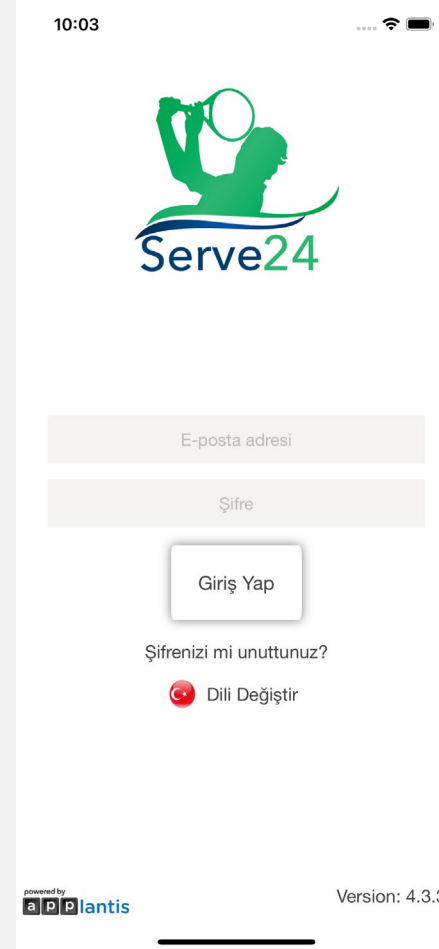 10:03
Serve24
E-posta adresi
Şifre
Giriş Yap
Şifrenizi mi unuttunuz?
Dili Değiştir
powered by
applantis
Version: 4.3.3